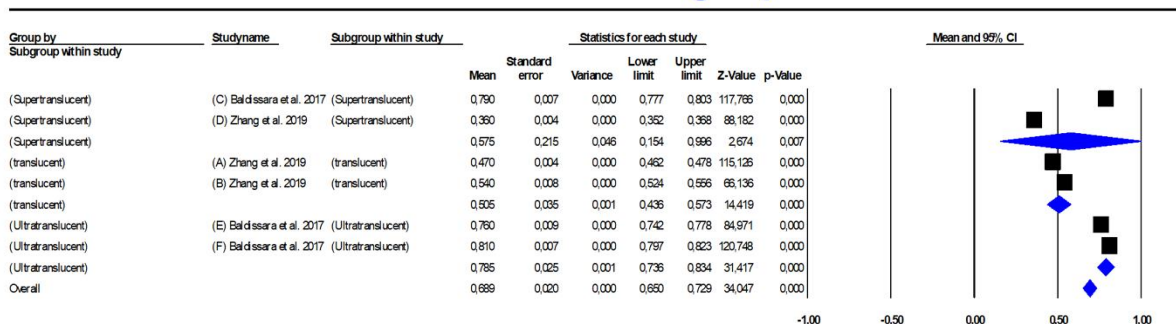 Group by Studyname Subgroup within study Statistics for each study Mean and 95% CI
Subgroup within study
Standard Lower Upper
Mean error Variance limit limit Z-Value p-Value
(Supertranslucent) (C) Baldissara et al. 2017 (Supertranslucent) 0,790 0,007 0,000 0,777 0,803 117,766 0,000
(Supertranslucent) (D) Zhang et al. 2019 (Supertranslucent) 0,360 0,004 0,000 0,352 0,368 88,182 0,000
(Supertranslucent) 0,575 0,215 0,046 0,154 0,996 2,674 0,007
(translucent) (A) Zhang et al. 2019 (translucent) 0,470 0,004 0,000 0,462 0,478 115,126 0,000
(translucent) (B) Zhang et al. 2019 (translucent) 0,540 0,008 0,000 0,524 0,556 66,136 0,000
(translucent) 0,505 0,035 0,001 0,436 0,573 14,419 0,000
(Ultratranslucent) (E) Baldissara et al. 2017 (Ultratranslucent) 0,760 0,009 0,000 0,742 0,778 84,971 0,000
(Ultratranslucent) (F) Baldissara et al. 2017 (Ultratranslucent) 0,810 0,007 0,000 0,797 0,823 120,748 0,000
(Ultratranslucent) 0,785 0,025 0,001 0,736 0,834 31,417 0,000
Overall 0,689 0,020 0,000 0,650 0,729 34,047 0,000
-1.00 -0.50 0.00 0.50 1.00